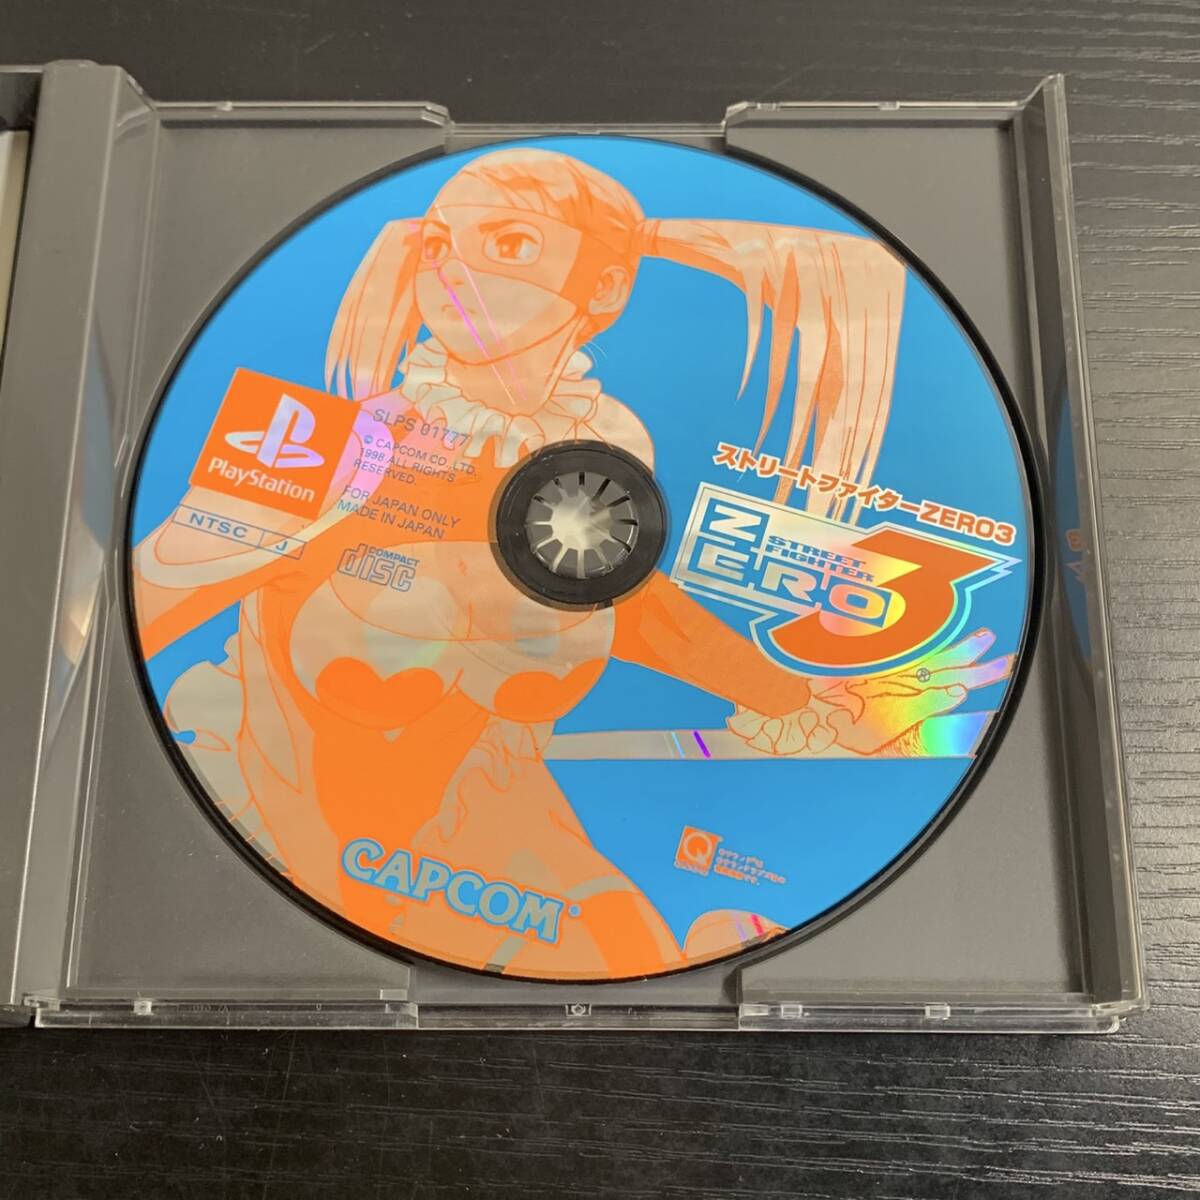 PlayStation
NTSC J
SLPS 01777
© CAPCOM CO., LTD.
1998 ALL RIGHTS
RESERVED.
FOR JAPAN ONLY
MADE IN JAPAN
COMPACT
disc
ストリートファイターZERO3
STREET
FIGHTER
Z
E.R.O
3
®
CAPCOM
Q